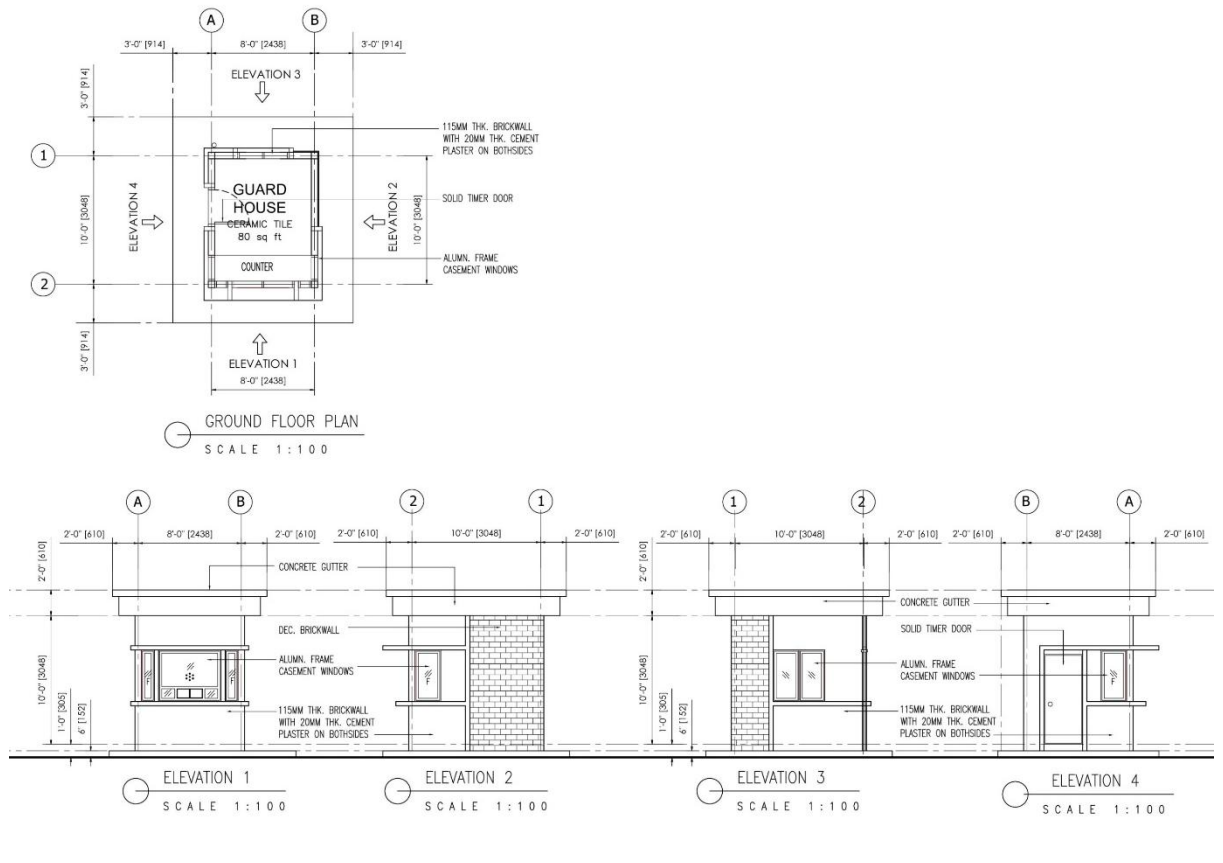 A
B
3'-0" [914]
8'-0" [2438]
3'-0" [914]
ELEVATION 3
3'-0" [914]
115MM THK. BRICKWALL
WITH 20MM THK. CEMENT
PLASTER ON BOTHSIDES
1
ELEVATION 4
10'-0" [3048]
GUARD
HOUSE
CERAMIC TILE
80 sq ft
COUNTER
ELEVATION 2
10'-0" [3048]
SOLID TIMER DOOR
ALUMN. FRAME
CASEMENT WINDOWS
2
3'-0" [914]
ELEVATION 1
8'-0" [2438]
GROUND FLOOR PLAN
SCALE 1:100
A
B
2'-0" [610]
8'-0" [2438]
2'-0" [610]
2'-0" [610]
10'-0" [3048]
1'-0" [305]
6" [152]
F
F
2
1
2'-0" [610]
10'-0" [3048]
2'-0" [610]
CONCRETE GUTTER
DEC. BRICKWALL
ALUMN. FRAME
CASEMENT WINDOWS
115MM THK. BRICKWALL
WITH 20MM THK. CEMENT
PLASTER ON BOTHSIDES
F
1
2
2'-0" [610]
10'-0" [3048]
2'-0" [610]
2'-0" [610]
10'-0" [3048]
1'-0" [305]
6" [152]
B
A
2'-0" [610]
8'-0" [2438]
2'-0" [610]
CONCRETE GUTTER
SOLID TIMER DOOR
ALUMN. FRAME
CASEMENT WINDOWS
115MM THK. BRICKWALL
WITH 20MM THK. CEMENT
PLASTER ON BOTHSIDES
F
ELEVATION 1
SCALE 1:100
ELEVATION 2
SCALE 1:100
ELEVATION 3
SCALE 1:100
ELEVATION 4
SCALE 1:100